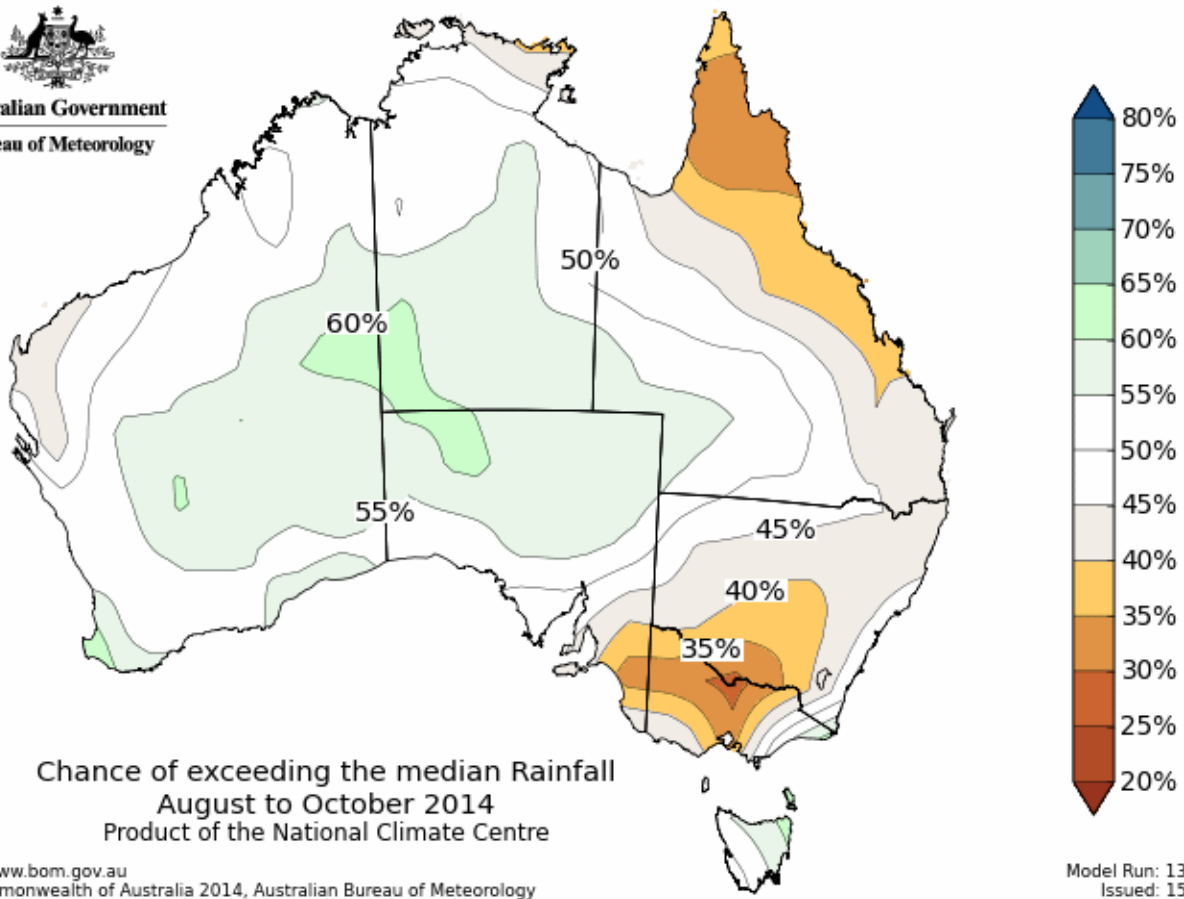 alian Government
eau of Meteorology
80%
75%
70%
65%
60%
55%
50%
45%
40%
35%
30%
25%
20%
50%
60%
55%
45%
40%
35%
Chance of exceeding the median Rainfall
August to October 2014
Product of the National Climate Centre
ww.bom.gov.au
mmonwealth of Australia 2014, Australian Bureau of Meteorology
Model Run: 13
Issued: 15